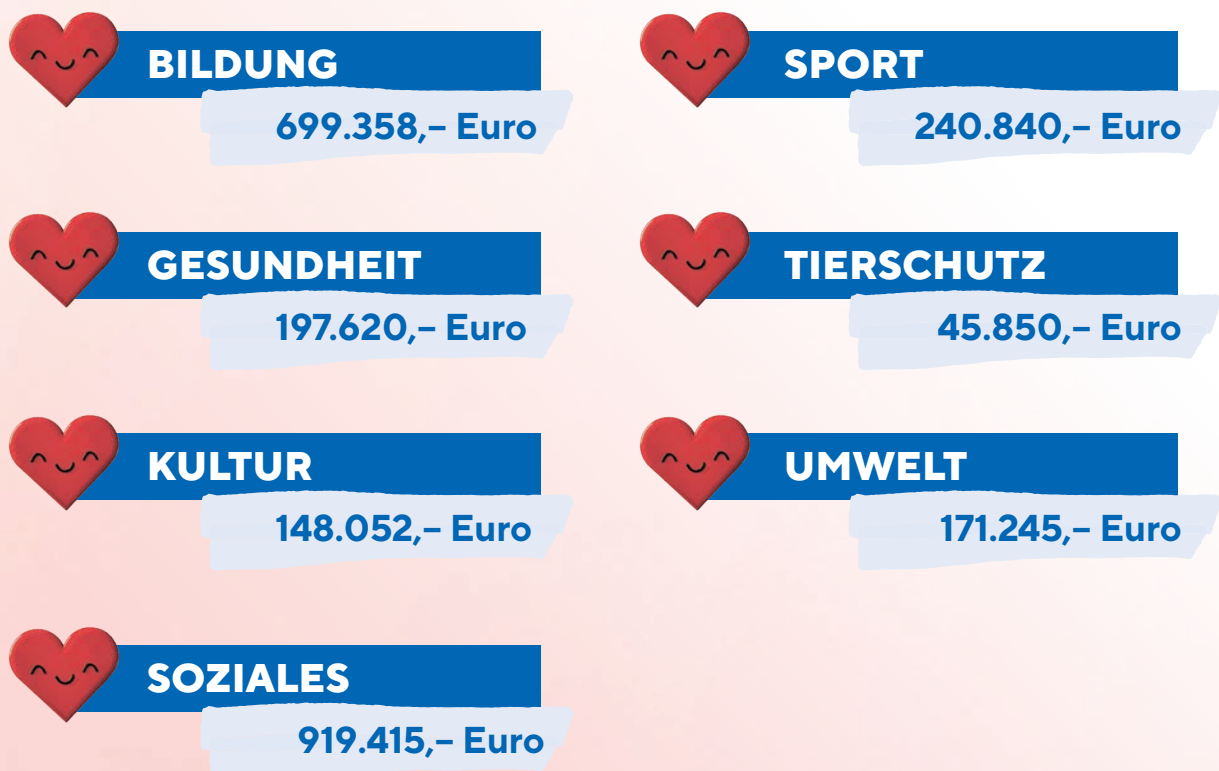 BILDUNG
699.358,– Euro
SPORT
240.840,– Euro
GESUNDHEIT
197.620,– Euro
TIERSCHUTZ
45.850,– Euro
KULTUR
148.052,– Euro
UMWELT
171.245,– Euro
SOZIALES
919.415,– Euro